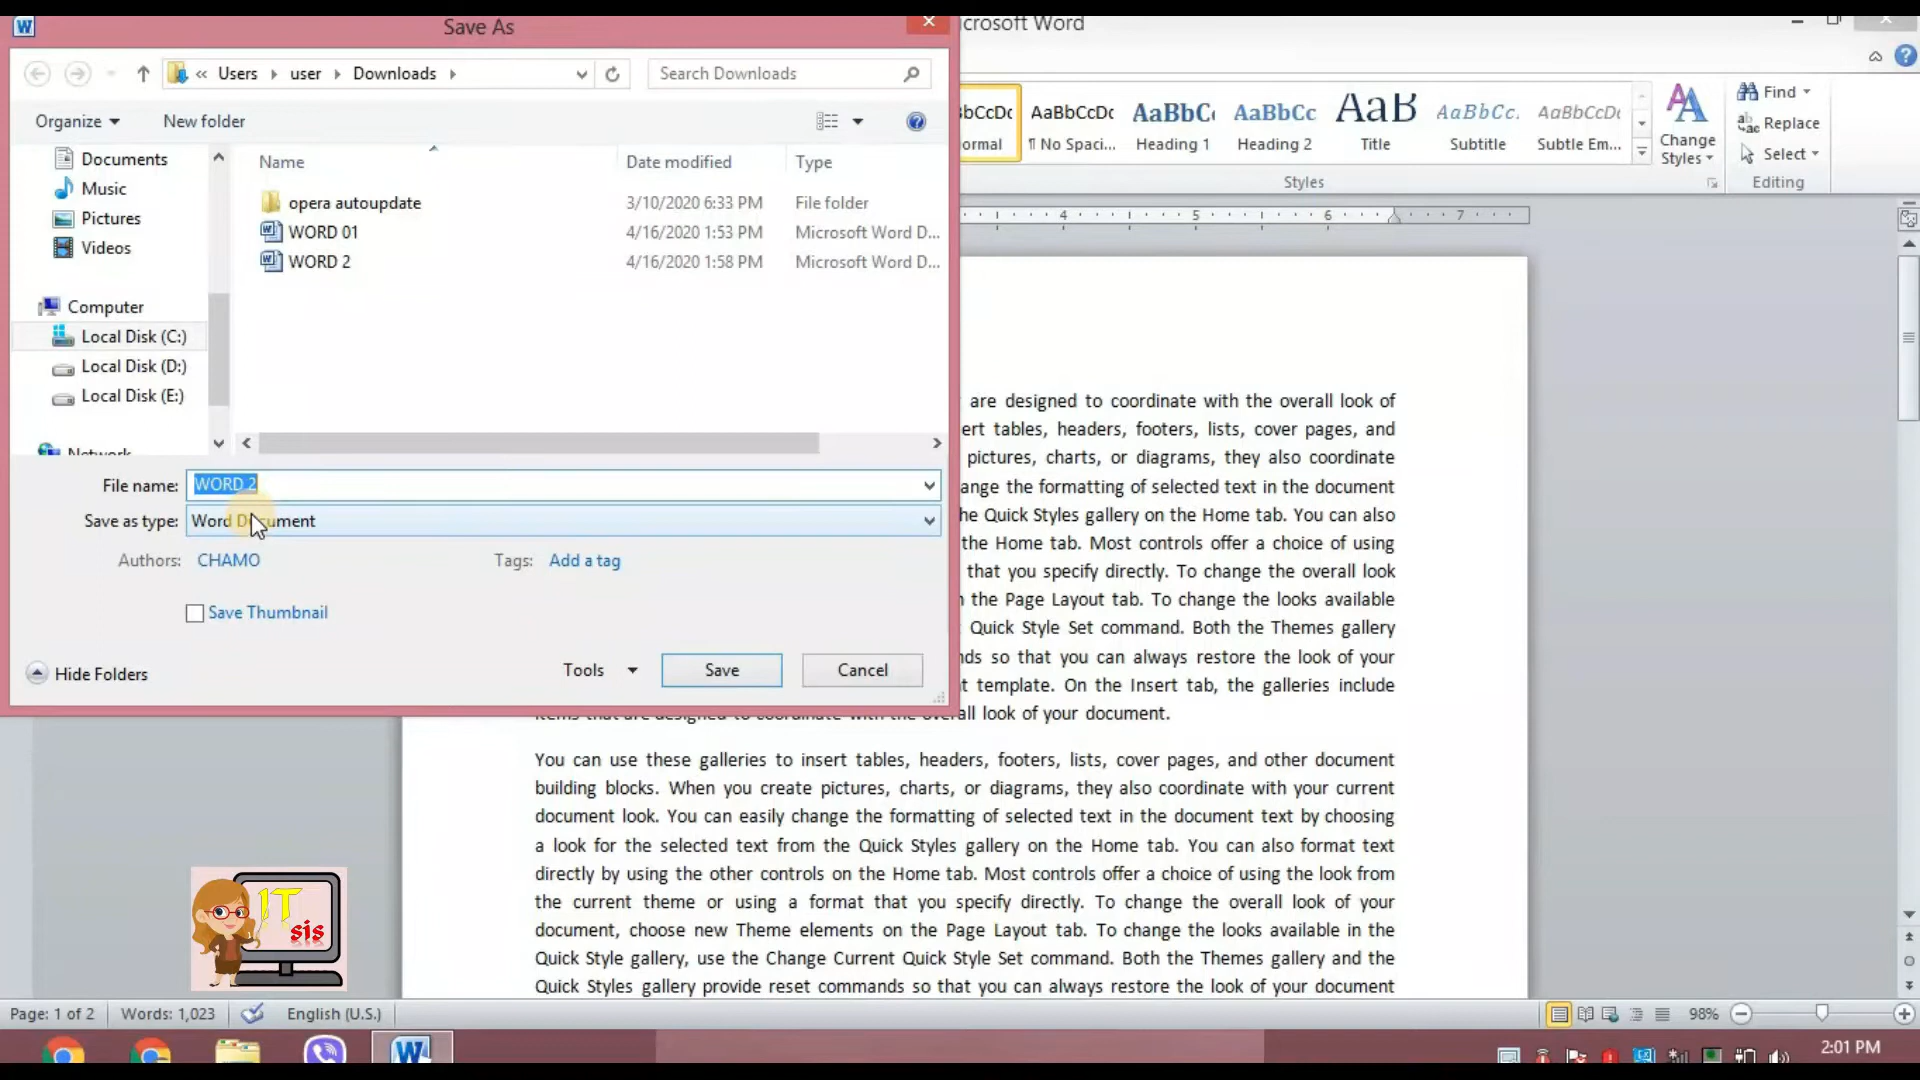 Save As
crosoft Word
« Users user Downloads
Search Downloads
Organize
New folder
Documents
Music
Pictures
Videos
Computer
Local Disk (C:)
Local Disk (D:)
Local Disk (E:)
Network
Name Date modified Type
opera autoupdate 3/10/2020 6:33 PM File folder
WORD 01 4/16/2020 1:53 PM Microsoft Word D...
WORD 2 4/16/2020 1:58 PM Microsoft Word D...
File name: WORD 2
Save as type: Word Document
Authors: CHAMO Tags: Add a tag
Save Thumbnail
Hide Folders
Tools Save Cancel
bCcDc AaBbCcDc AaBbC AaBbCc AaB AaBbCc. AaBbCcDc
ormal ¶ No Spaci... Heading 1 Heading 2 Title Subtitle Subtle Em...
Change
Styles
Styles
Find
Replace
Select
Editing
4 5 6 7
are designed to coordinate with the overall look of
ert tables, headers, footers, lists, cover pages, and
pictures, charts, or diagrams, they also coordinate
ange the formatting of selected text in the document
he Quick Styles gallery on the Home tab. You can also
the Home tab. Most controls offer a choice of using
that you specify directly. To change the overall look
the Page Layout tab. To change the looks available
Quick Style Set command. Both the Themes gallery
nds so that you can always restore the look of your
t template. On the Insert tab, the galleries include
items that are designed to coordinate with the overall look of your document.
You can use these galleries to insert tables, headers, footers, lists, cover pages, and other document
building blocks. When you create pictures, charts, or diagrams, they also coordinate with your current
document look. You can easily change the formatting of selected text in the document text by choosing
a look for the selected text from the Quick Styles gallery on the Home tab. You can also format text
directly by using the other controls on the Home tab. Most controls offer a choice of using the look from
the current theme or using a format that you specify directly. To change the overall look of your
document, choose new Theme elements on the Page Layout tab. To change the looks available in the
Quick Style gallery, use the Change Current Quick Style Set command. Both the Themes gallery and the
Quick Styles gallery provide reset commands so that you can always restore the look of your document
IT
sis
Page: 1 of 2 Words: 1,023 English (U.S.) 98%
2:01 PM